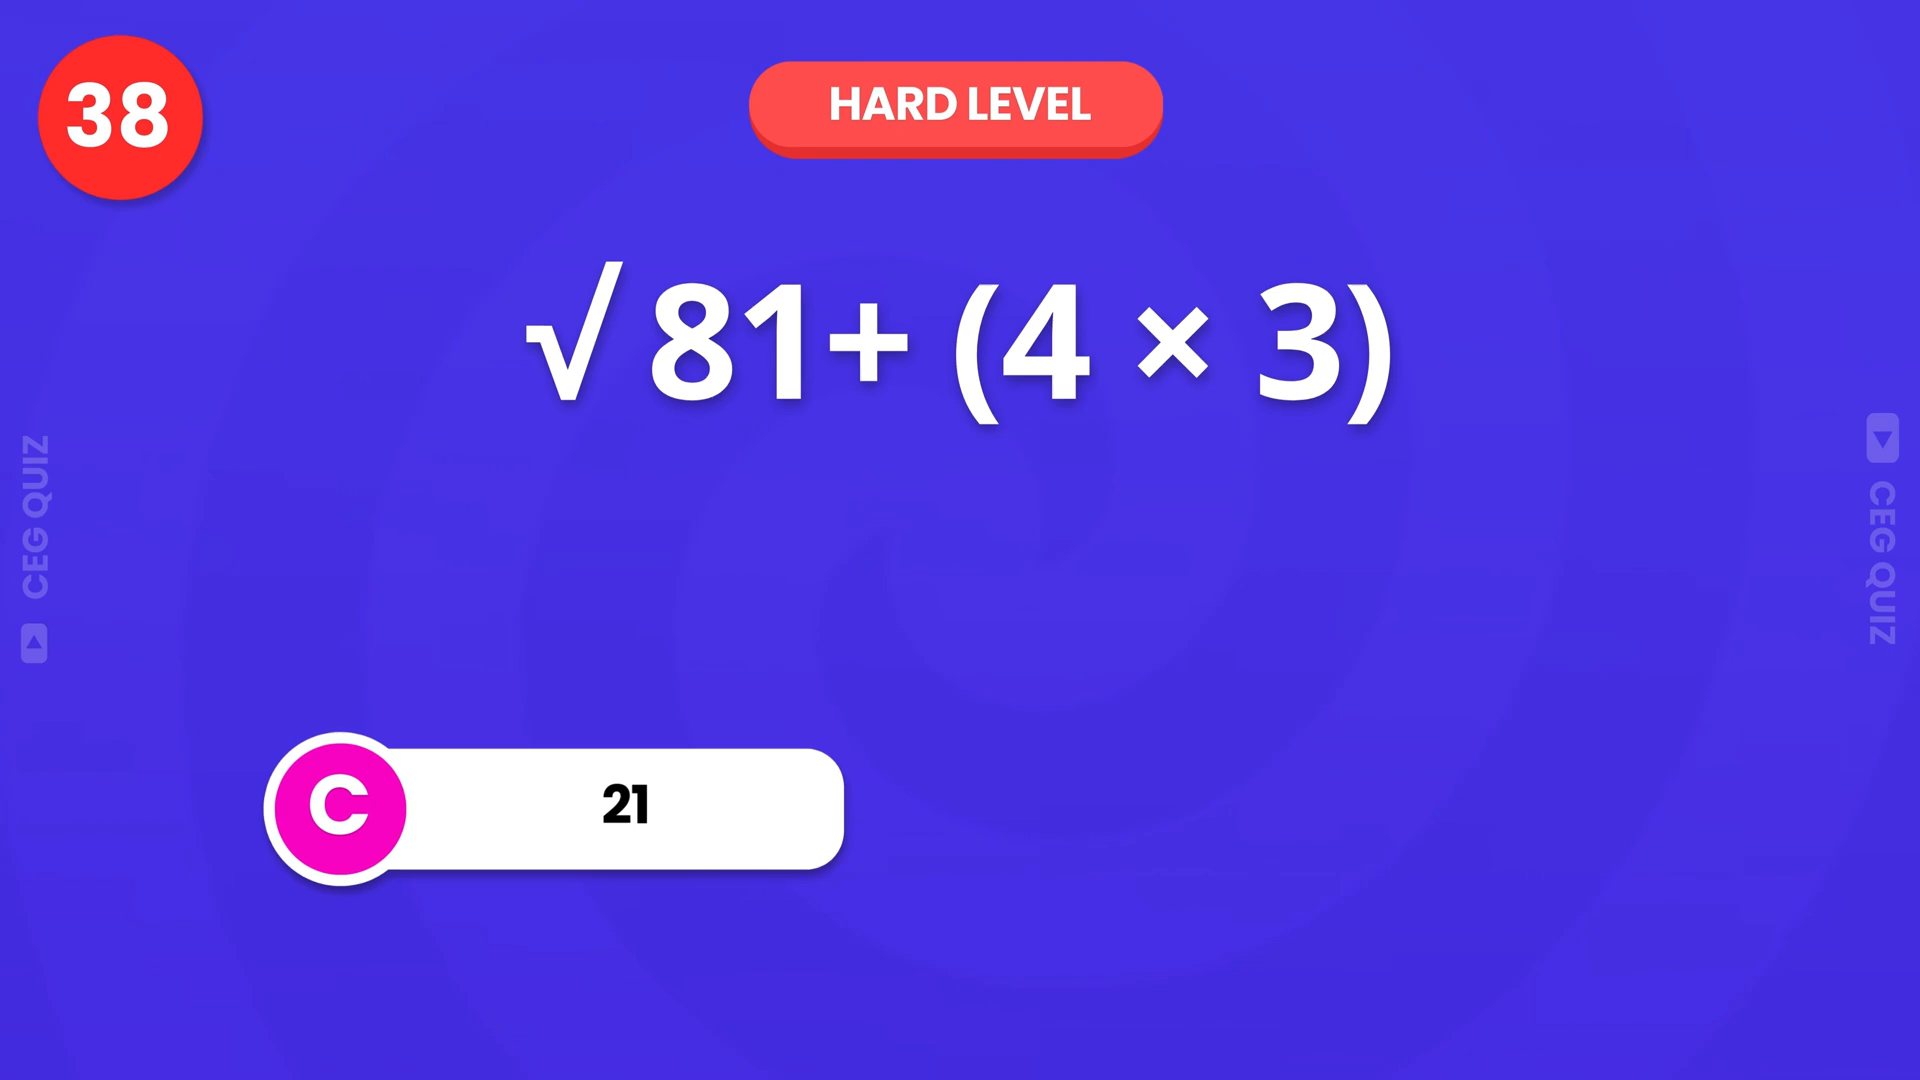 38
HARD LEVEL
√ 81+ (4 × 3)
CEG QUIZ
CEG QUIZ
C
21